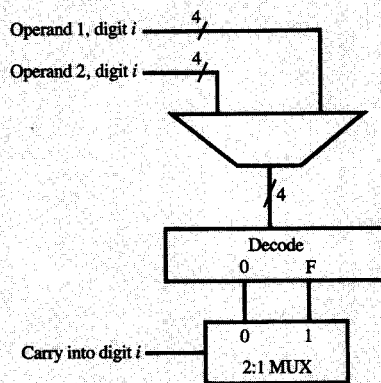 Operand 1, digit i
4
Operand 2, digit i
4
4
Decode
0 F
0 1
Carry into digit i
2:1 MUX